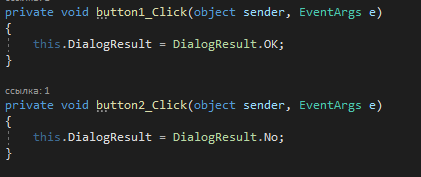 private void button1_Click(object sender, EventArgs e)
{
this.DialogResult = DialogResult.OK;
}
ссылка: 1
private void button2_Click(object sender, EventArgs e)
{
this.DialogResult = DialogResult.No;
}